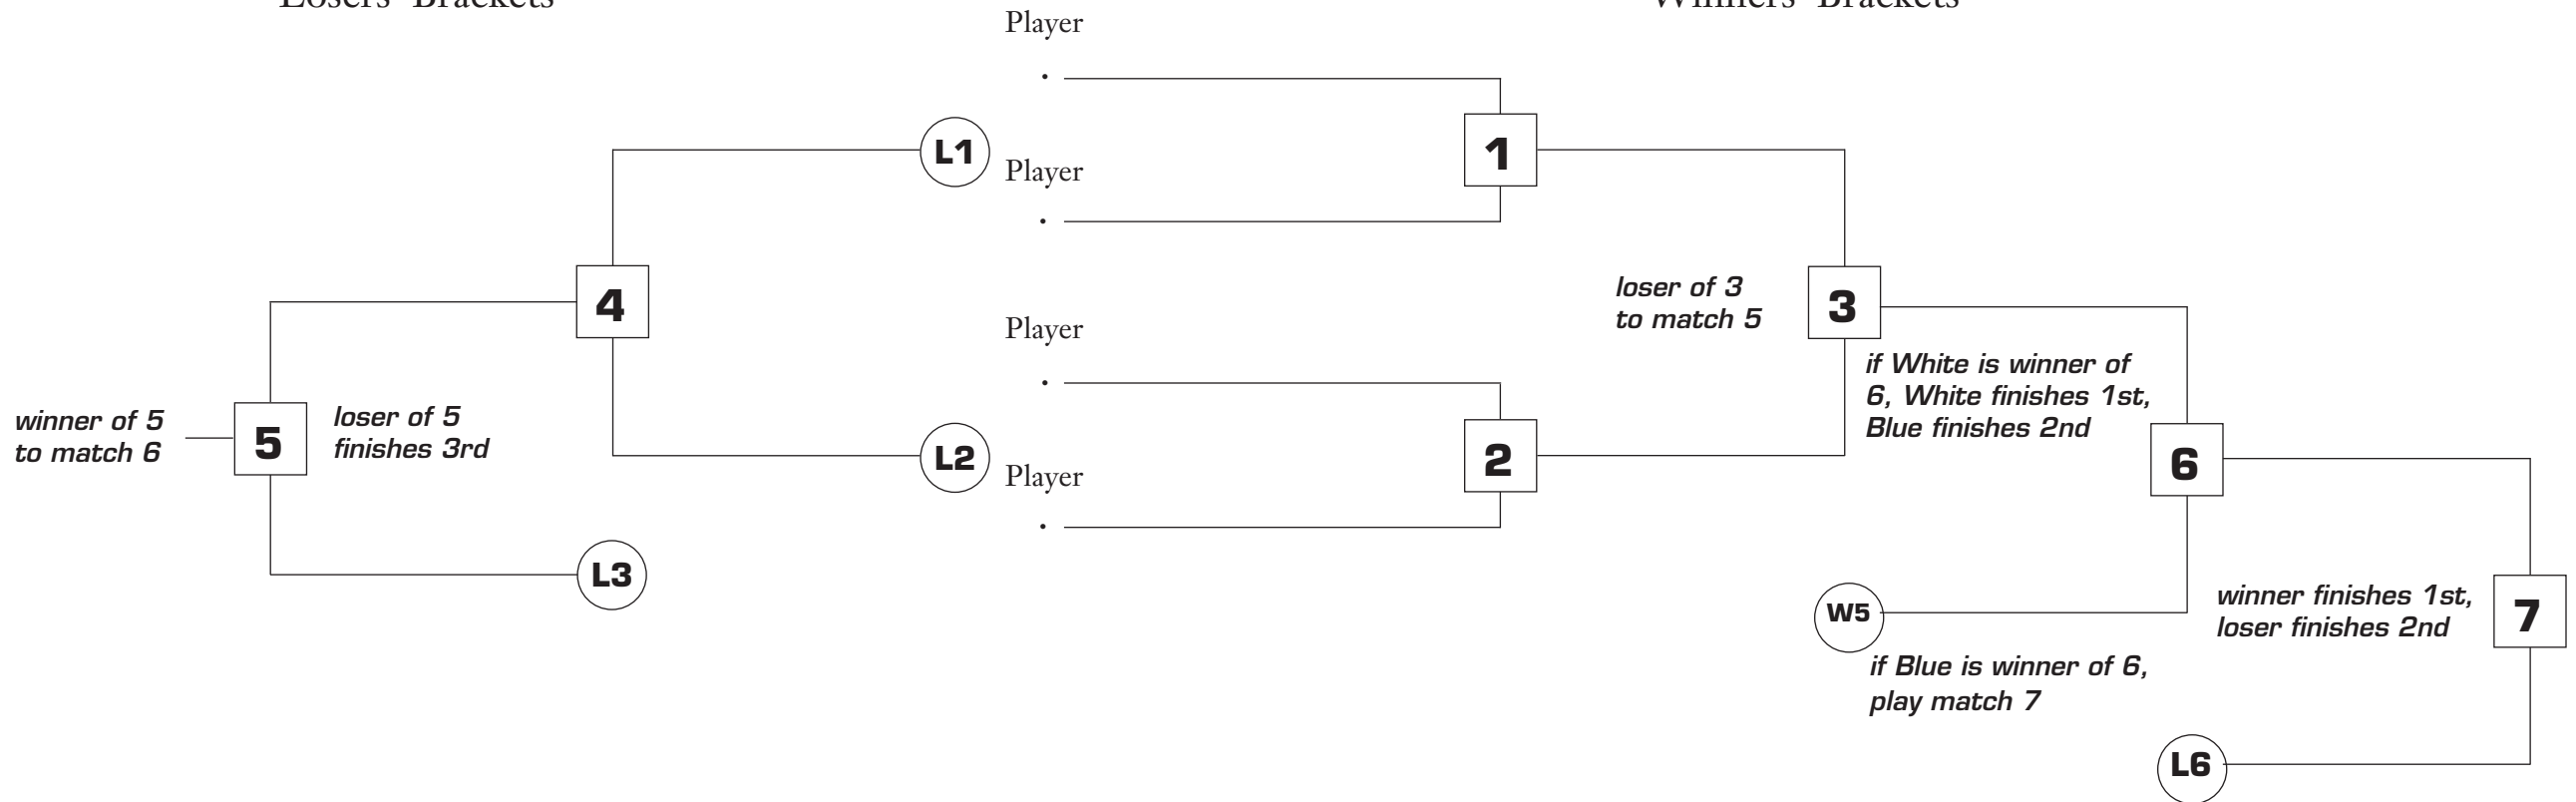 Losers' Brackets
Winners' Brackets
Player
L1
1
Player
4
loser of 3
to match 5
3
Player
if White is winner of
6, White finishes 1st,
Blue finishes 2nd
winner of 5
to match 6
5
loser of 5
finishes 3rd
L2
2
Player
6
L3
W5
winner finishes 1st,
loser finishes 2nd
7
if Blue is winner of 6,
play match 7
L6